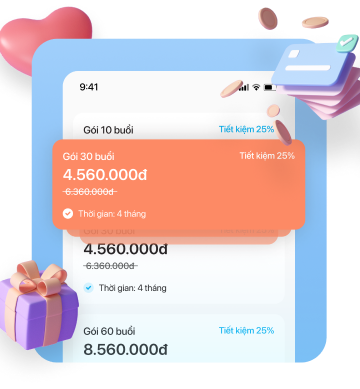 9:41
Gói 10 buổi Tiết kiệm 25%
Gói 30 buổi Tiết kiệm 25%
4.560.000đ
6.360.000đ
Thời gian: 4 tháng
4.560.000đ
6.360.000đ
Thời gian: 4 tháng
Gói 60 buổi Tiết kiệm 25%
8.560.000đ